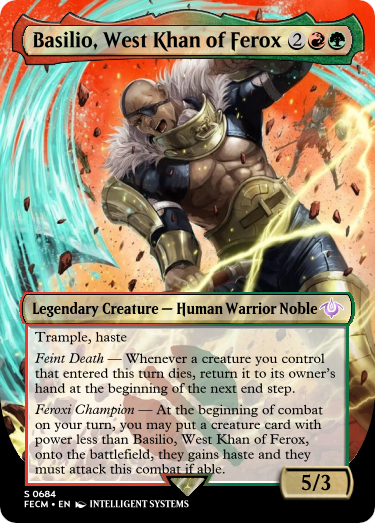 Basilio, West Khan of Ferox 2
Legendary Creature — Human Warrior Noble
Trample, haste
Feint Death — Whenever a creature you control
that entered this turn dies, return it to its owner's
hand at the beginning of the next end step.
Feroxi Champion — At the beginning of combat
on your turn, you may put a creature card with
power less than Basilio, West Khan of Ferox,
onto the battlefield, they gains haste and they
must attack this combat if able.
5/3
S 0684
FECM • EN INTELLIGENT SYSTEMS